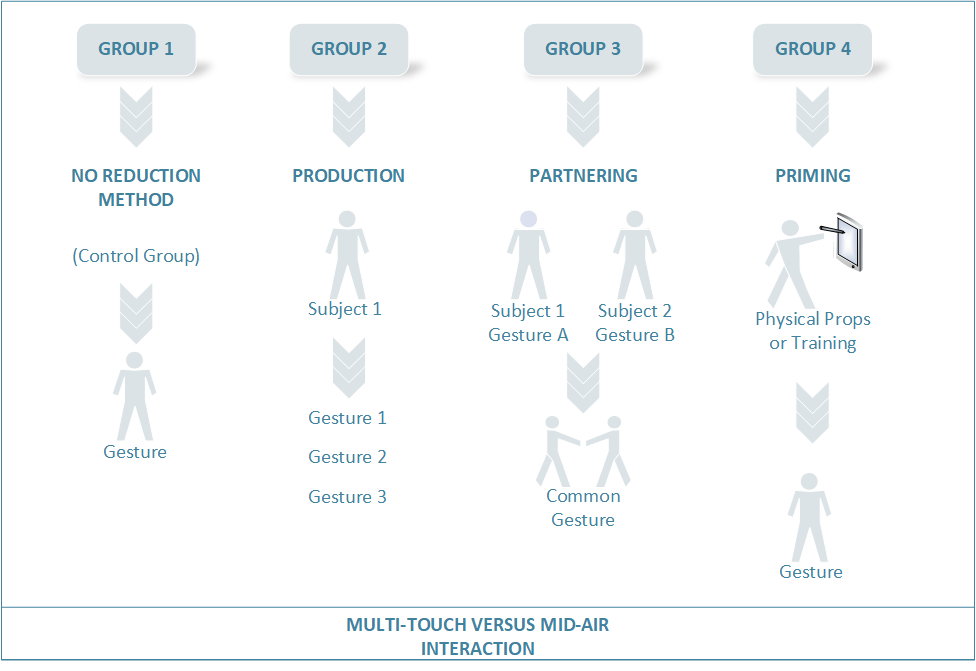 GROUP 1
GROUP 2
GROUP 3
GROUP 4
NO REDUCTION
METHOD
(Control Group)
Gesture
PRODUCTION
Subject 1
Gesture 1
Gesture 2
Gesture 3
PARTNERING
Subject 1
Gesture A
Subject 2
Gesture B
Common
Gesture
PRIMING
Physical Props
or Training
Gesture
MULTI-TOUCH VERSUS MID-AIR
INTERACTION